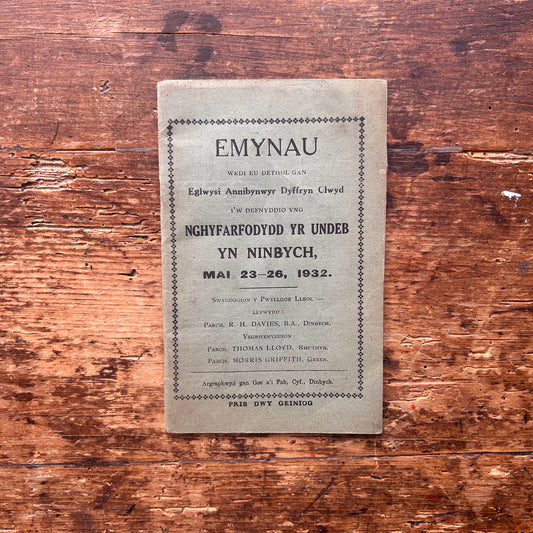 EMYNAU
WEDI EU DETHOL GAN
Eglwysi Annibynwyr Dyffryn Clwyd
I'W DEFNYDDIO YNG
NGHYFARFODYDD YR UNDEB
YN NINBYCH,
MAI 23-26, 1932.
SWYDDOGION Y PWYLLGOR LLEOL—
LLYWYDD:
PARCH. R. H. DAVIES, B.A., DINBYCH.
YSGRIFENYDDION
PARCH. THOMAS LLOYD, RHUTHYN.
PARCH. MORRIS GRIFFITH, GREEN.
Argraphwyd gan Gee a'i Fab, Cyf., Dinbych.
PRIS DWY GEINIOG